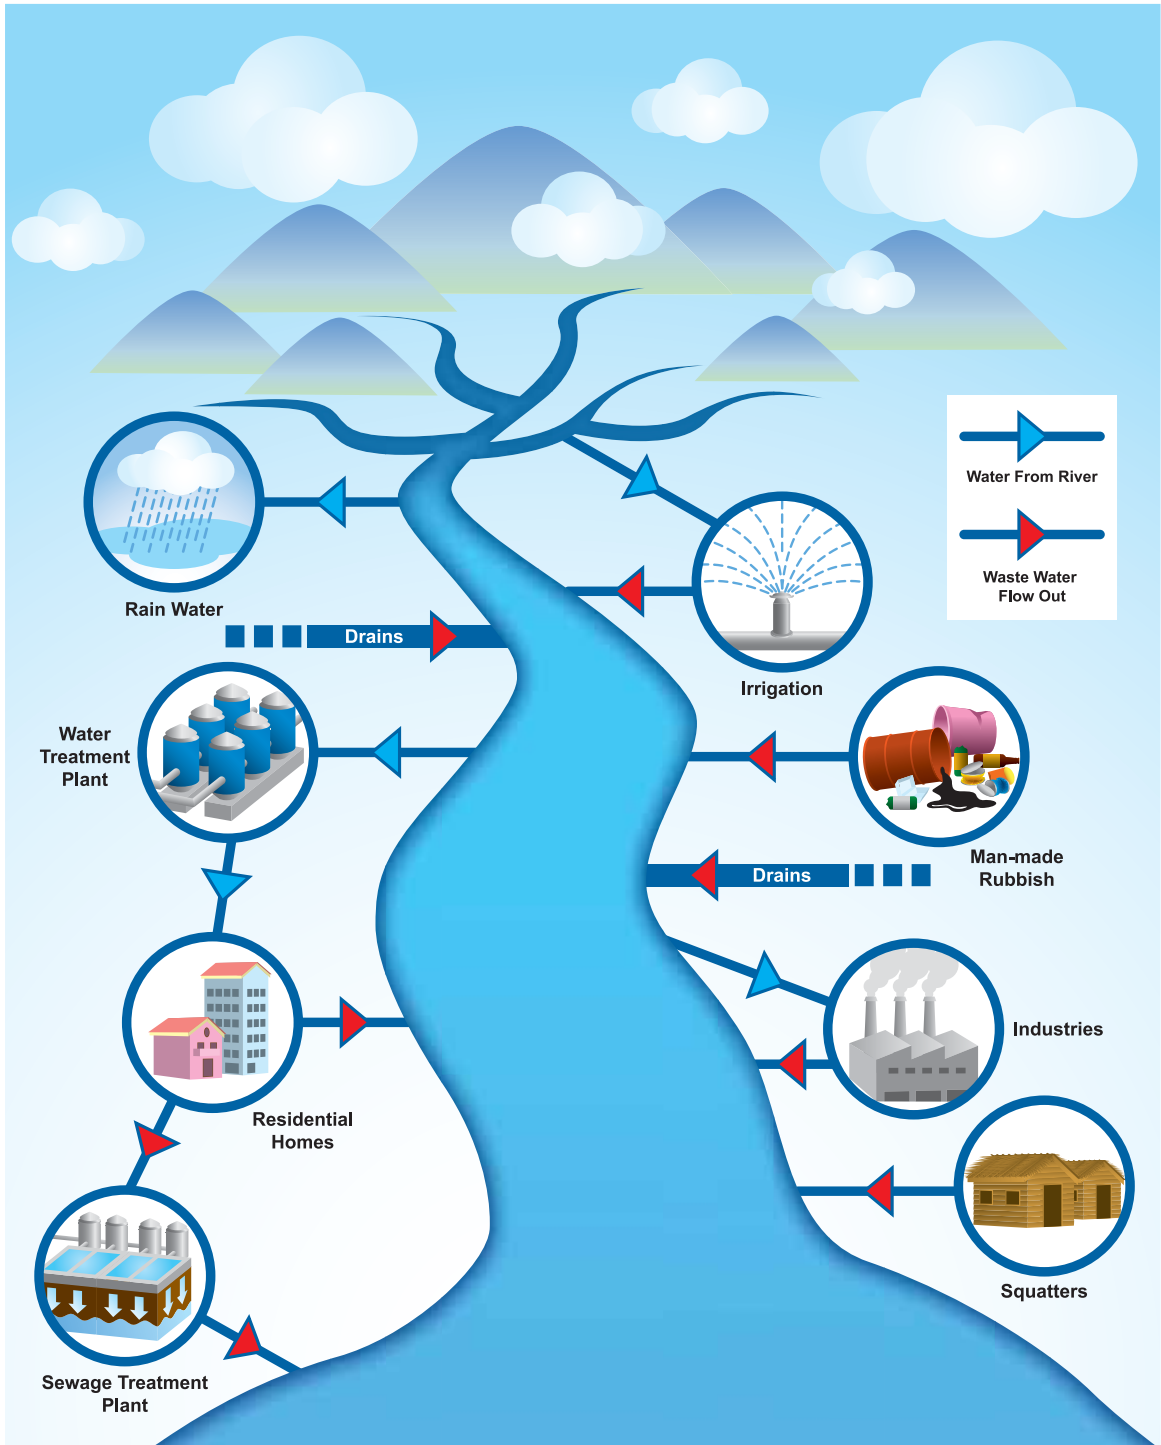 Water From River
Waste Water
Flow Out
Rain Water
Drains
Irrigation
Water
Treatment
Plant
Man-made
Rubbish
Drains
Industries
Residential
Homes
Squatters
Sewage Treatment
Plant